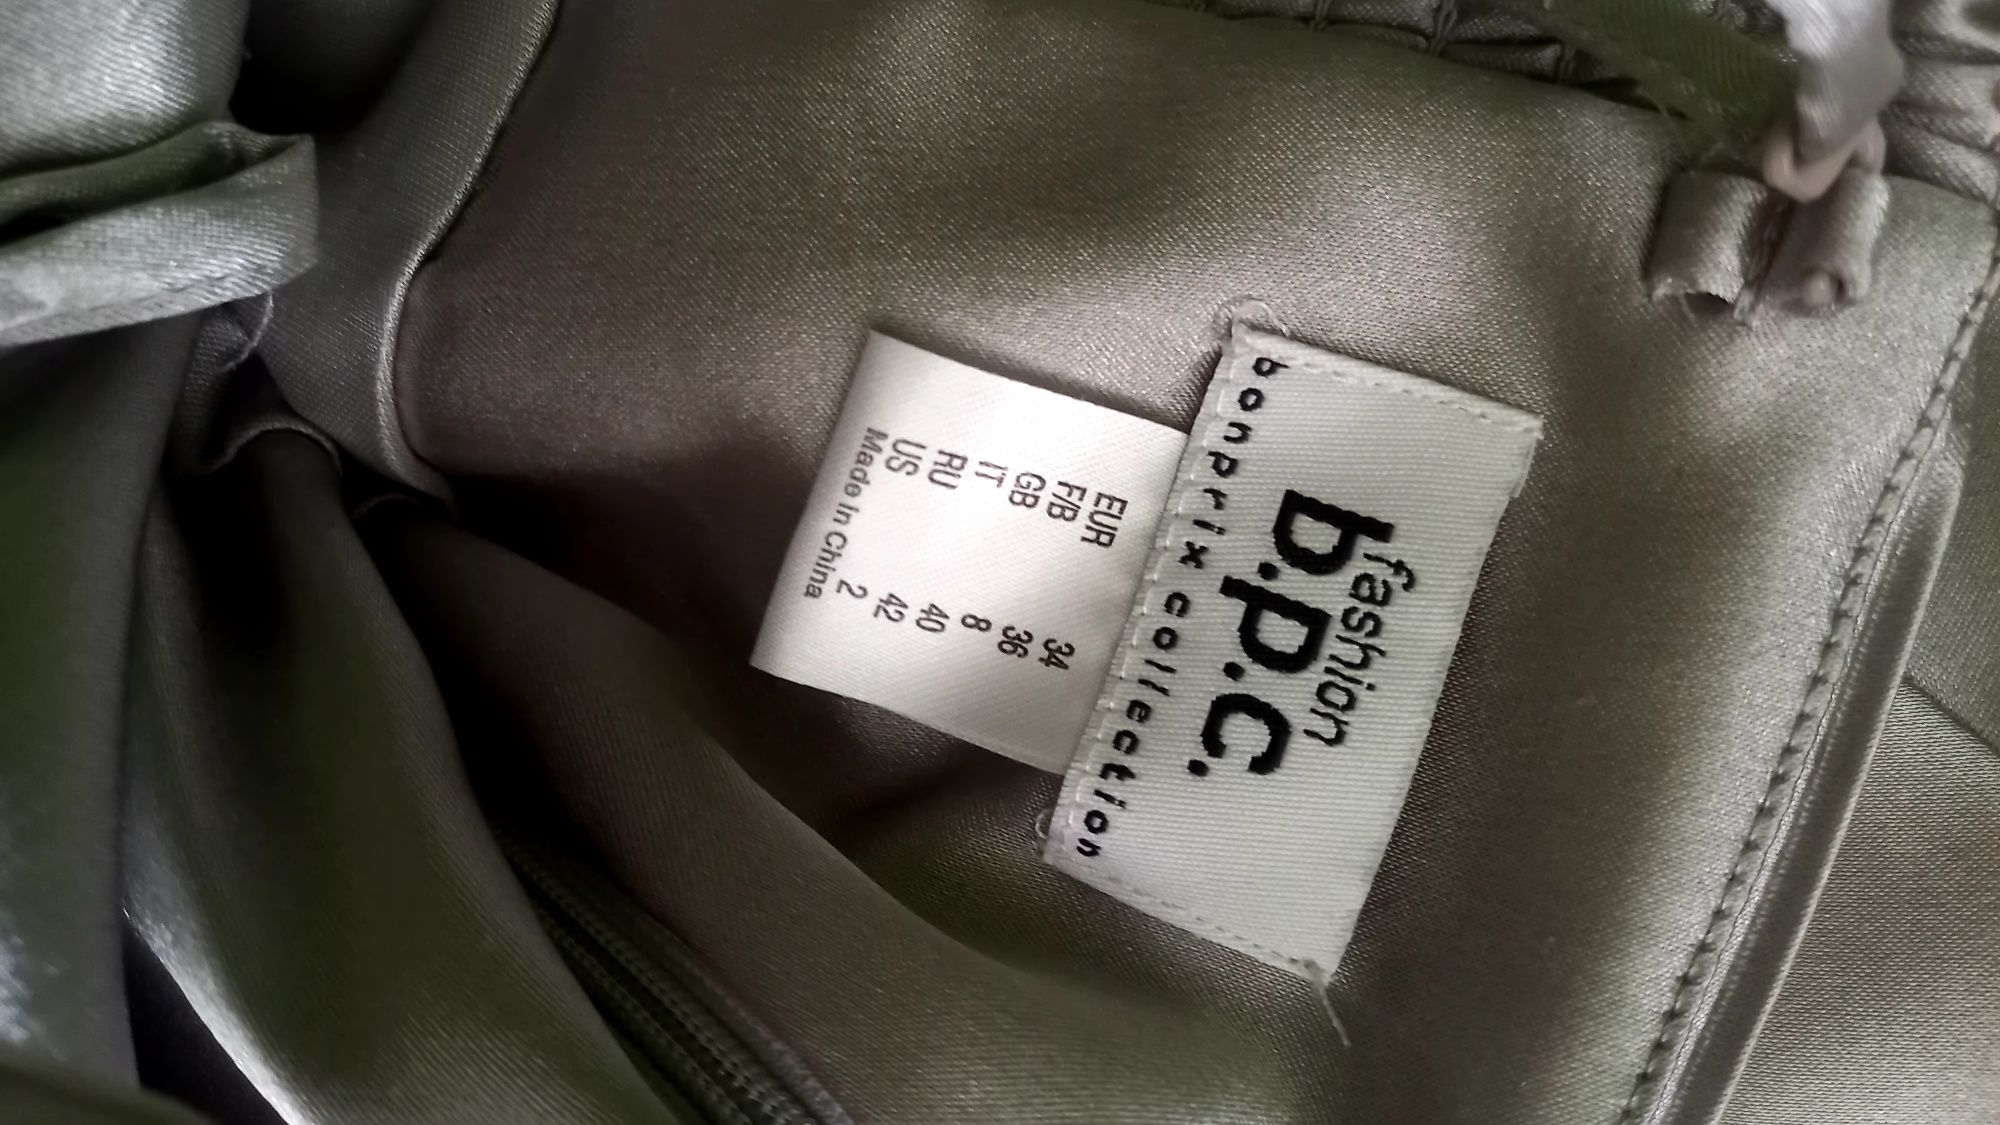 fashion
b.p.c.
bonprix collection
EUR 34
F/B 36
GB 8
IT 40
RU 42
US 2
Made In China